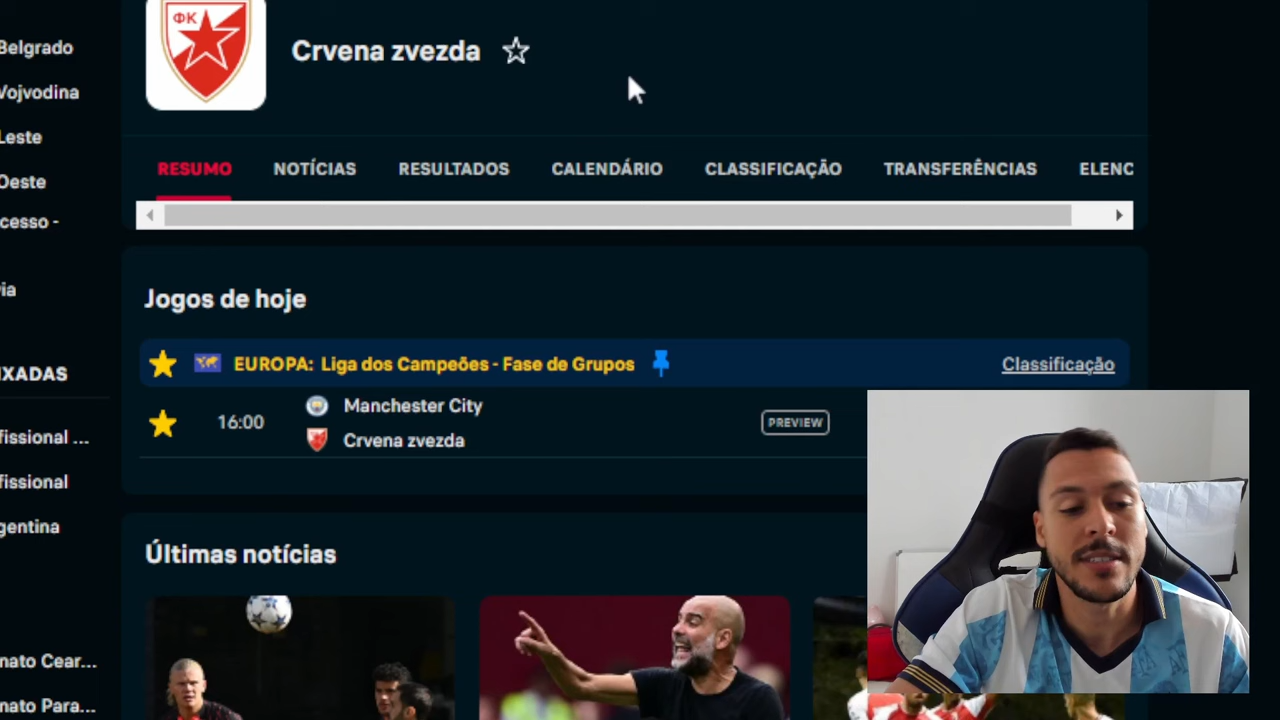 Belgrado
Vojvodina
Leste
Oeste
cesso -
ia
IXADAS
fissional ...
fissional
gentina
nato Cear...
nato Para...
ФК
Crvena zvezda
RESUMO NOTÍCIAS RESULTADOS CALENDÁRIO CLASSIFICAÇÃO TRANSFERÊNCIAS ELENC
Jogos de hoje
EUROPA: Liga dos Campeões - Fase de Grupos Classificação
16:00
Manchester City
Crvena zvezda
PREVIEW
Últimas notícias